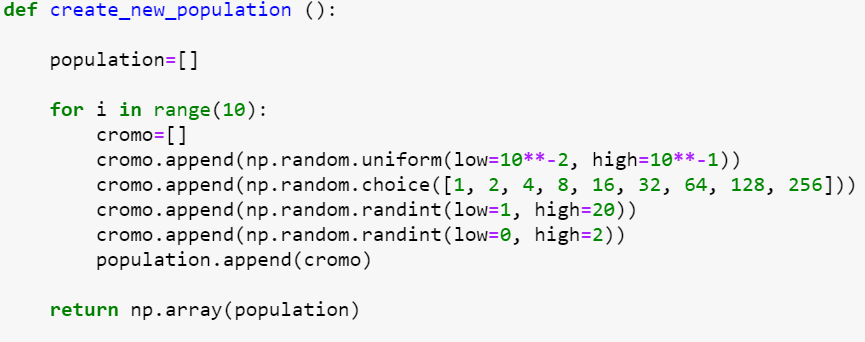 def create_new_population ():
    population=[]
    for i in range(10):
        cromo=[]
        cromo.append(np.random.uniform(low=10**-2, high=10**-1))
        cromo.append(np.random.choice([1, 2, 4, 8, 16, 32, 64, 128, 256]))
        cromo.append(np.random.randint(low=1, high=20))
        cromo.append(np.random.randint(low=0, high=2))
        population.append(cromo)
    return np.array(population)